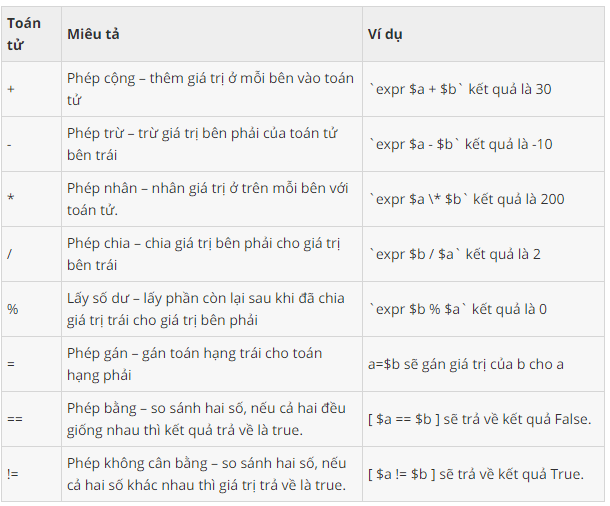 Toán tử
Miêu tả
Ví dụ
+
Phép cộng – thêm giá trị ở mỗi bên vào toán
tử
`expr $a + $b` kết quả là 30
-
Phép trừ – trừ giá trị bên phải của toán tử
bên trái
`expr $a - $b` kết quả là -10
*
Phép nhân – nhân giá trị ở trên mỗi bên với
toán tử.
`expr $a \* $b` kết quả là 200
/
Phép chia – chia giá trị bên phải cho giá trị
bên trái
`expr $b / $a` kết quả là 2
%
Lấy số dư – lấy phần còn lại sau khi đã chia
giá trị trái cho giá trị bên phải
`expr $b % $a` kết quả là 0
=
Phép gán – gán toán hạng trái cho toán
hạng phải
a=$b sẽ gán giá trị của b cho a
==
Phép bằng – so sánh hai số, nếu cả hai đều
giống nhau thì kết quả trả về là true.
[ $a == $b ] sẽ trả về kết quả False.
!=
Phép không cân bằng – so sánh hai số, nếu
cả hai số khác nhau thì giá trị trả về là true.
[ $a != $b ] sẽ trả về kết quả True.